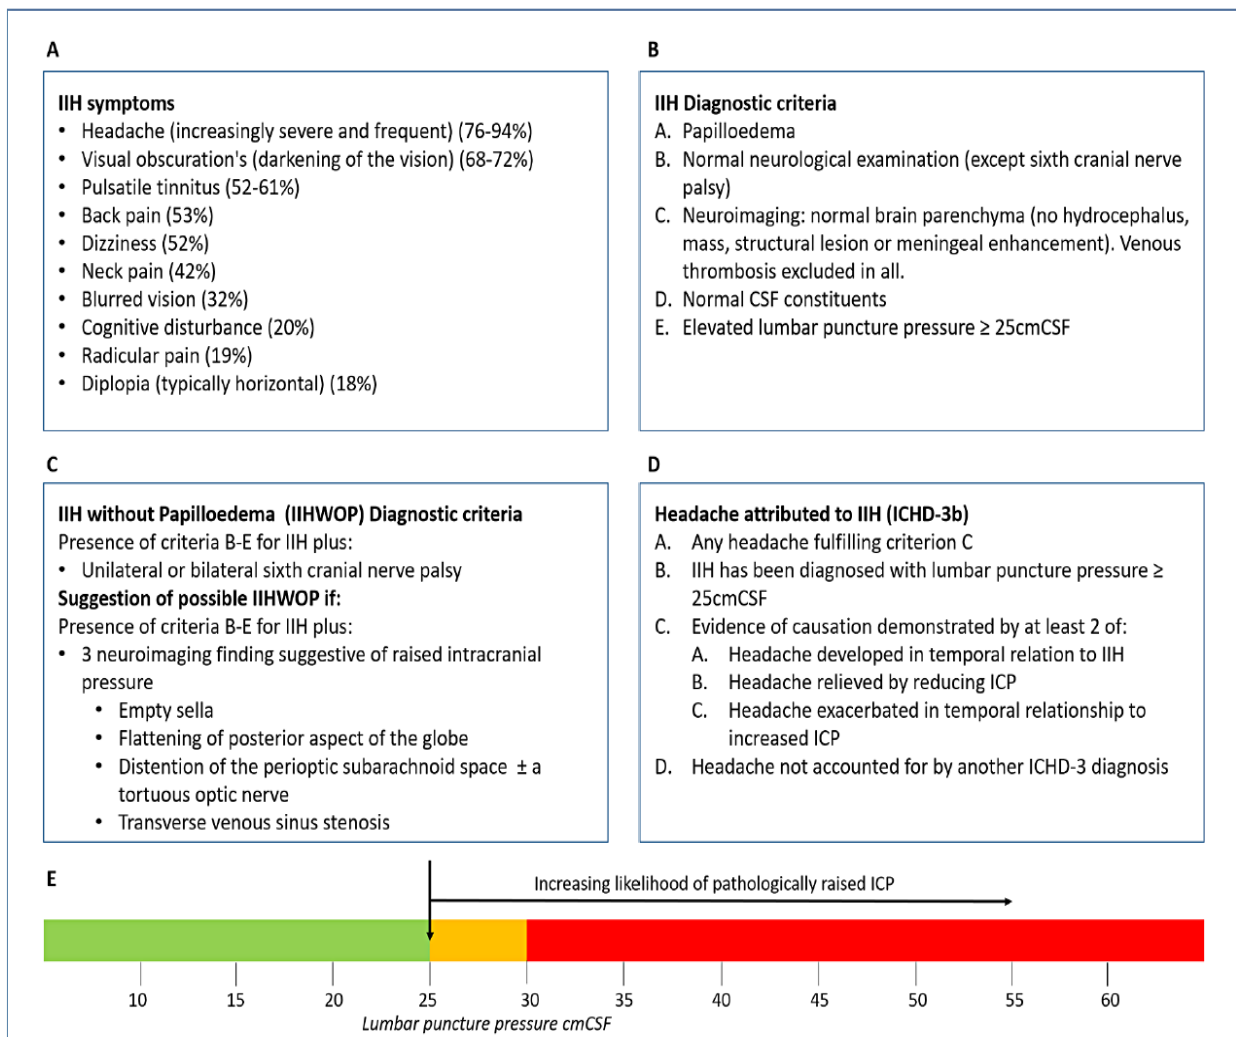 A
IIH symptoms
• Headache (increasingly severe and frequent) (76-94%)
• Visual obscuration's (darkening of the vision) (68-72%)
• Pulsatile tinnitus (52-61%)
• Back pain (53%)
• Dizziness (52%)
• Neck pain (42%)
• Blurred vision (32%)
• Cognitive disturbance (20%)
• Radicular pain (19%)
• Diplopia (typically horizontal) (18%)
B
IIH Diagnostic criteria
A. Papilloedema
B. Normal neurological examination (except sixth cranial nerve
palsy)
C. Neuroimaging: normal brain parenchyma (no hydrocephalus,
mass, structural lesion or meningeal enhancement). Venous
thrombosis excluded in all.
D. Normal CSF constituents
E. Elevated lumbar puncture pressure ≥ 25cmCSF
C
IIH without Papilloedema (IIHWOP) Diagnostic criteria
Presence of criteria B-E for IIH plus:
• Unilateral or bilateral sixth cranial nerve palsy
Suggestion of possible IIHWOP if:
Presence of criteria B-E for IIH plus:
• 3 neuroimaging finding suggestive of raised intracranial
pressure
• Empty sella
• Flattening of posterior aspect of the globe
• Distention of the perioptic subarachnoid space ± a
tortuous optic nerve
• Transverse venous sinus stenosis
D
Headache attributed to IIH (ICHD-3b)
A. Any headache fulfilling criterion C
B. IIH has been diagnosed with lumbar puncture pressure ≥
25cmCSF
C. Evidence of causation demonstrated by at least 2 of:
A. Headache developed in temporal relation to IIH
B. Headache relieved by reducing ICP
C. Headache exacerbated in temporal relationship to
increased ICP
D. Headache not accounted for by another ICHD-3 diagnosis
E
Increasing likelihood of pathologically raised ICP
10 15 20 25 30 35 40 45 50 55 60
Lumbar puncture pressure cmCSF